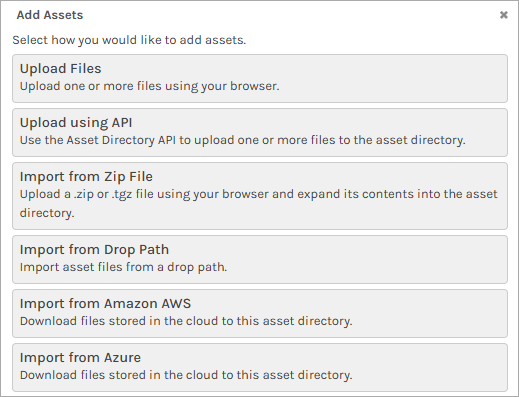 Add Assets
Select how you would like to add assets.
Upload Files
Upload one or more files using your browser.
Upload using API
Use the Asset Directory API to upload one or more files to the asset directory.
Import from Zip File
Upload a .zip or .tgz file using your browser and expand its contents into the asset
directory.
Import from Drop Path
Import asset files from a drop path.
Import from Amazon AWS
Download files stored in the cloud to this asset directory.
Import from Azure
Download files stored in the cloud to this asset directory.